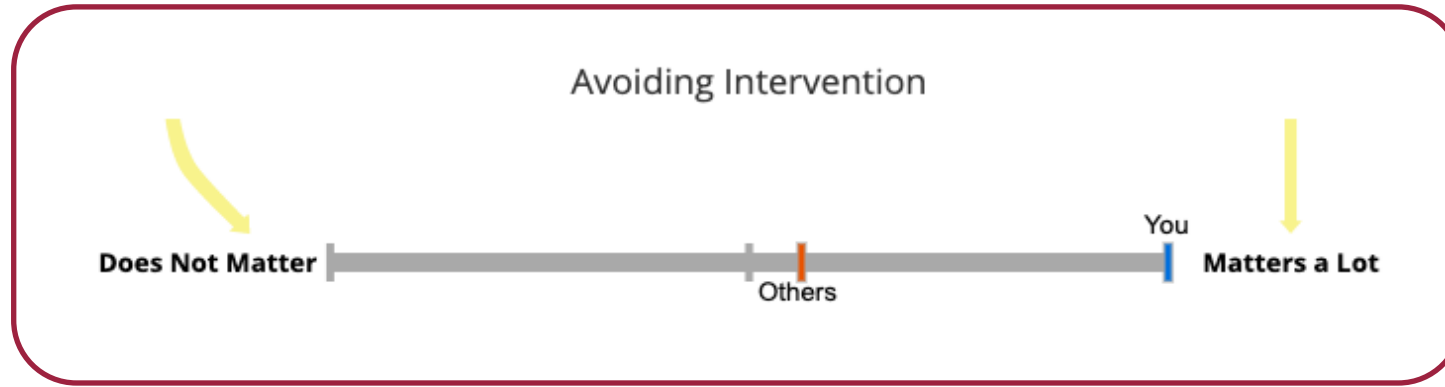 Avoiding Intervention
You
Does Not Matter
Matters a Lot
Others